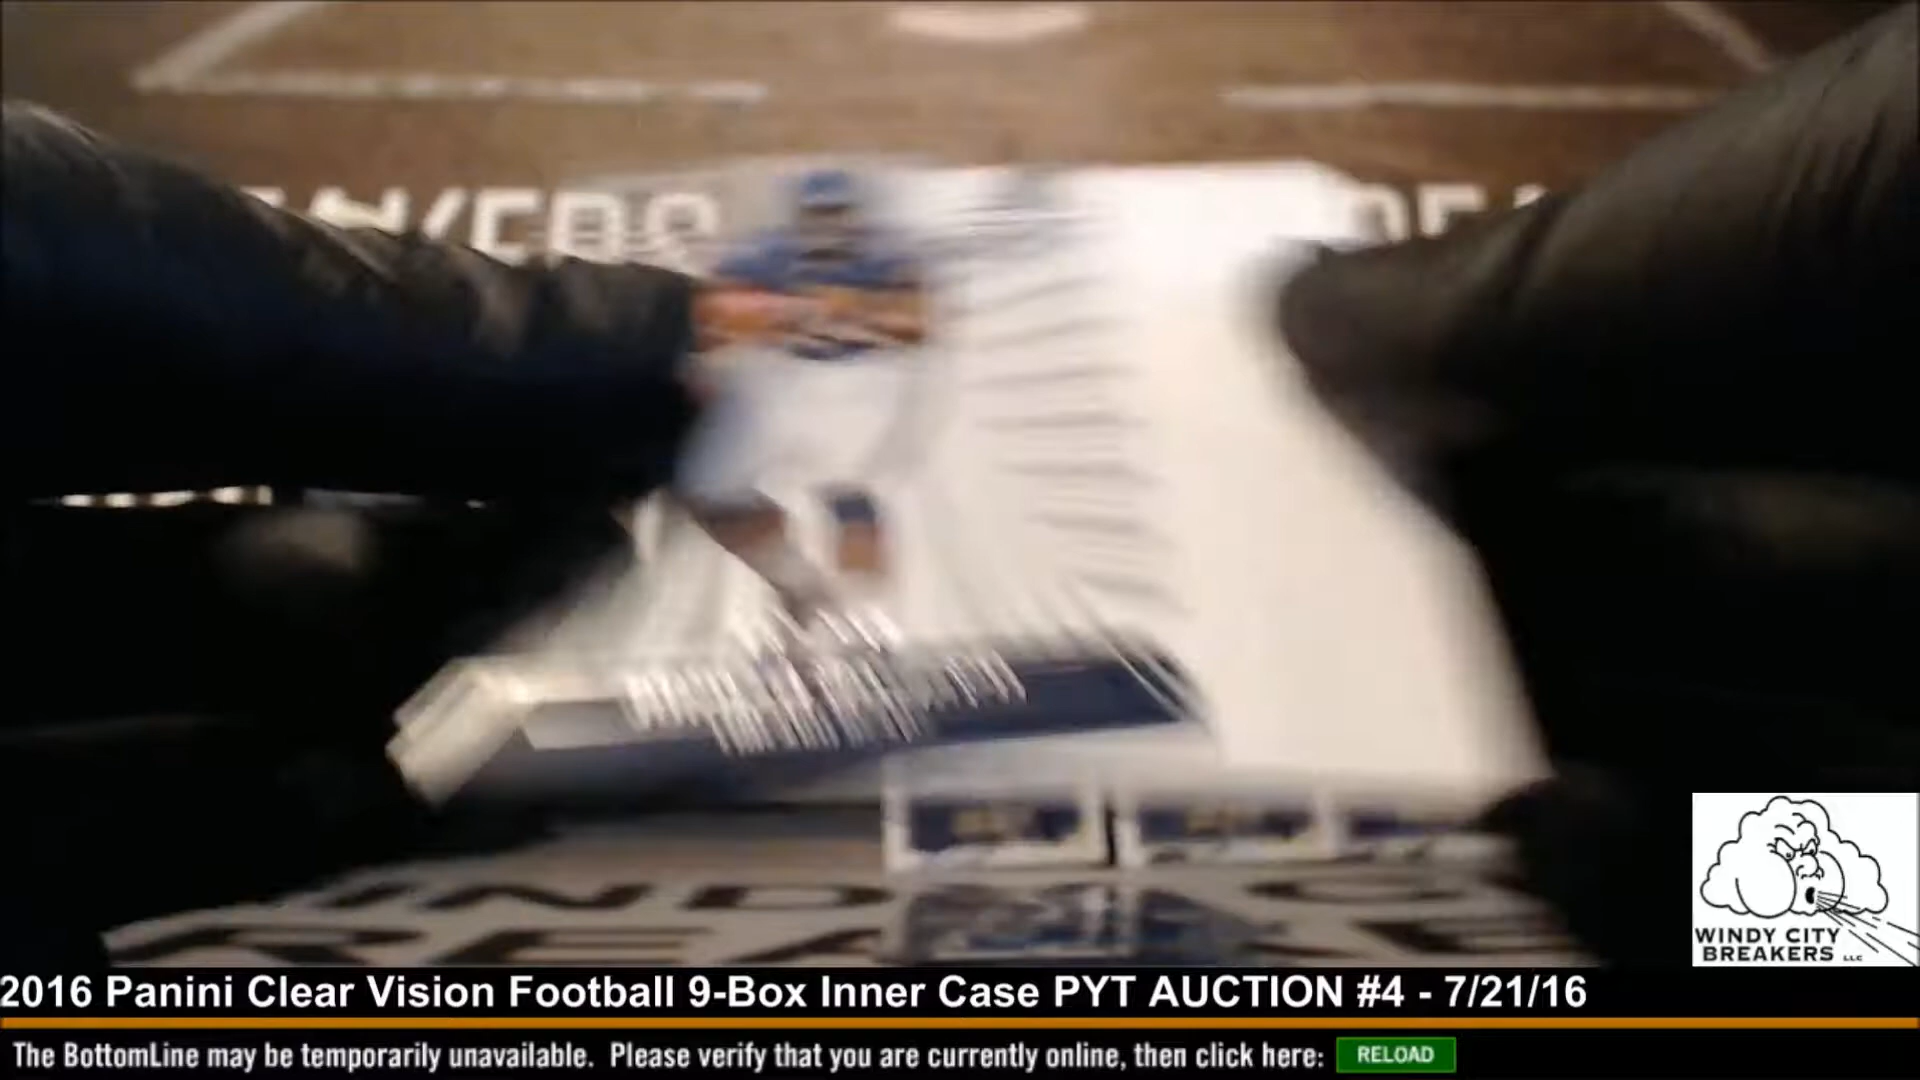 WINDY CITY
BREAKERS LLC
2016 Panini Clear Vision Football 9-Box Inner Case PYT AUCTION #4 - 7/21/16
The BottomLine may be temporarily unavailable. Please verify that you are currently online, then click here: RELOAD